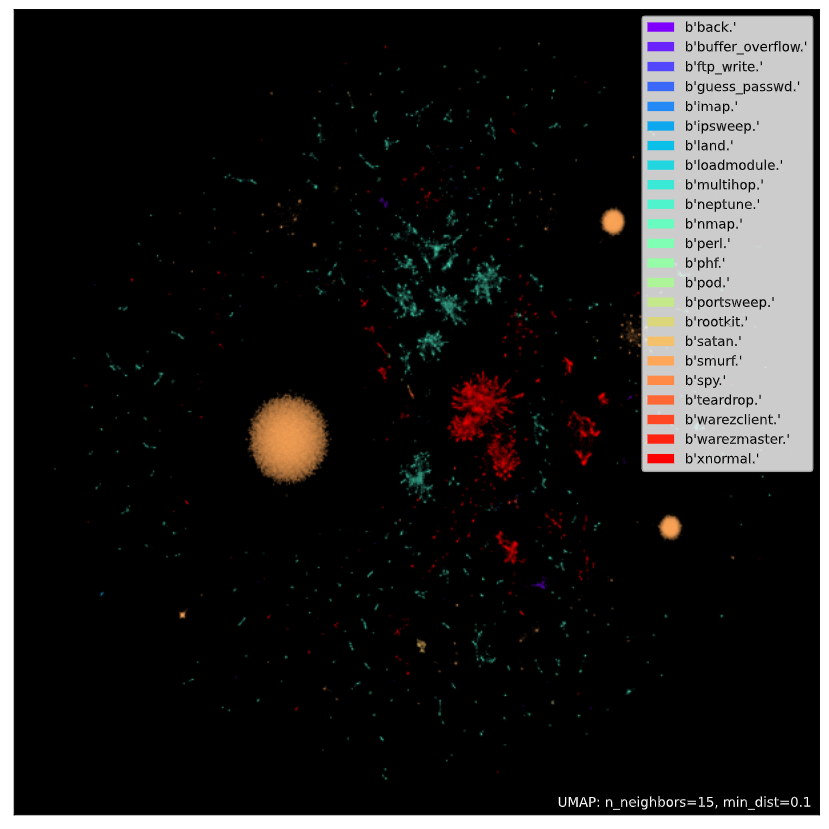 b'back.'
b'buffer_overflow.'
b'ftp_write.'
b'guess_passwd.'
b'imap.'
b'ipsweep.'
b'land.'
b'loadmodule.'
b'multihop.'
b'neptune.'
b'nmap.'
b'perl.'
b'phf.'
b'pod.'
b'portsweep.'
b'rootkit.'
b'satan.'
b'smurf.'
b'spy.'
b'teardrop.'
b'warezclient.'
b'warezmaster.'
b'xnormal.'
UMAP: n_neighbors=15, min_dist=0.1